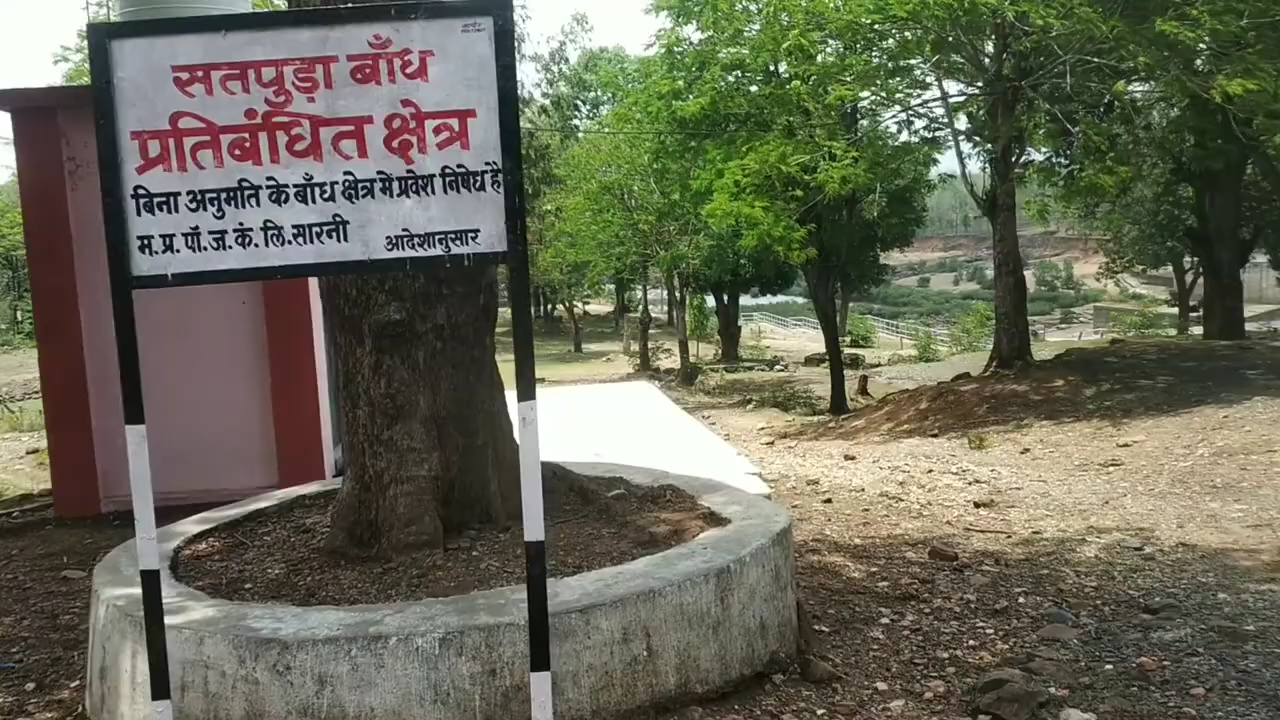 सतपुड़ा बाँध
प्रतिबंधित क्षेत्र
बिना अनुमति के बाँध क्षेत्र में प्रवेश निषेध है
म.प्र.पॉ.ज.कं.लि.सारनी आदेशानुसार